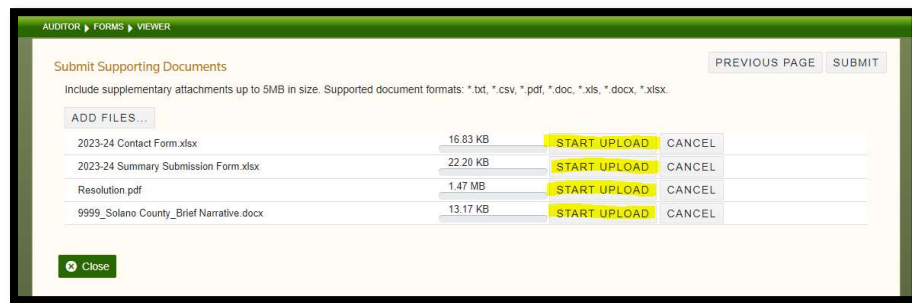 AUDITOR ▶ FORMS ▶ VIEWER
Submit Supporting Documents PREVIOUS PAGE SUBMIT
Include supplementary attachments up to 5MB in size. Supported document formats: *.txt, *.csv, *.pdf, *.doc, *.xls, *.docx, *.xlsx.
ADD FILES...
2023-24 Contact Form.xlsx 16.83 KB START UPLOAD CANCEL
2023-24 Summary Submission Form.xlsx 22.20 KB START UPLOAD CANCEL
Resolution.pdf 1.47 MB START UPLOAD CANCEL
9999_Solano County_Brief Narrative.docx 13.17 KB START UPLOAD CANCEL
Close